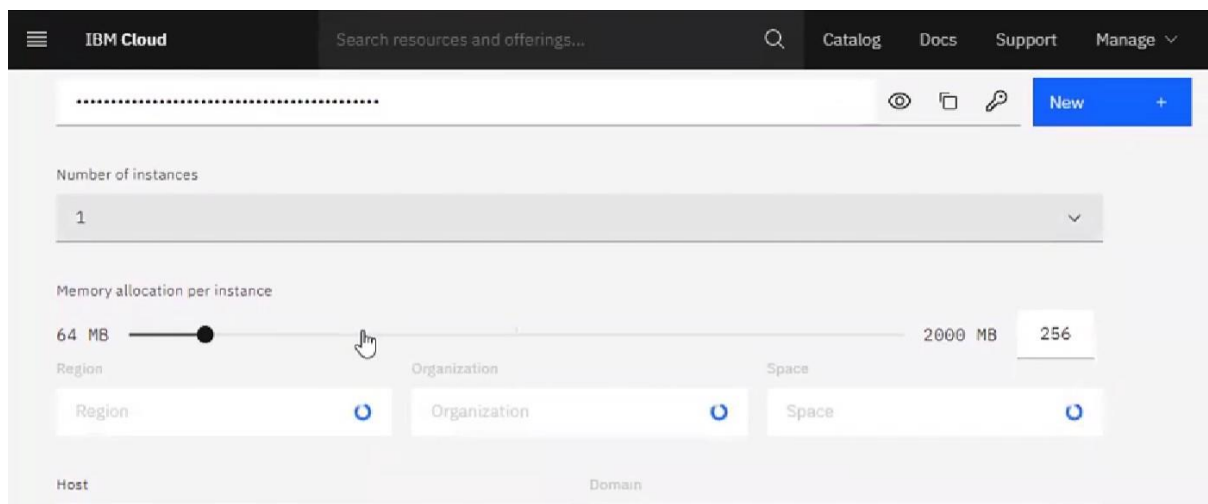 IBM Cloud Search resources and offerings... Catalog Docs Support Manage
•••••••••••••••••••••••••••••••••••••••••••• New +
Number of instances
1
Memory allocation per instance
64 MB 2000 MB 256
Region Organization Space
Region Organization Space
Host Domain